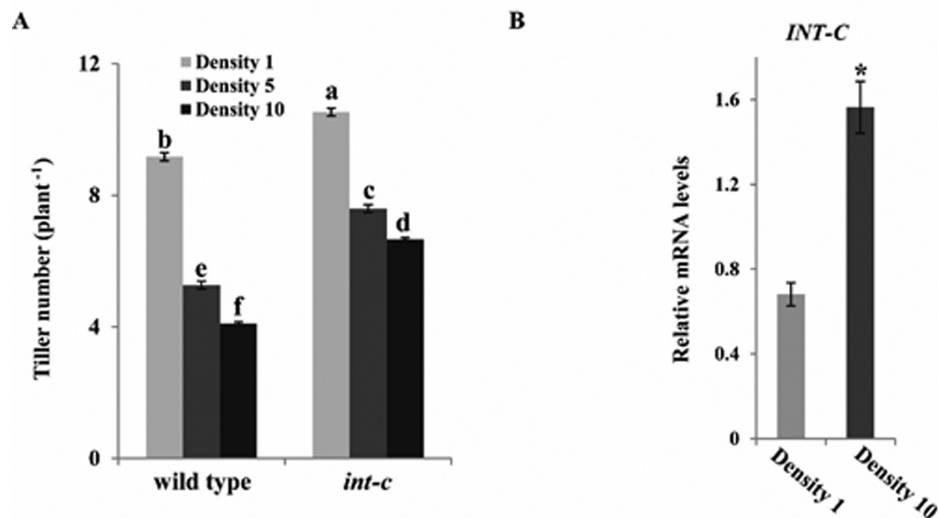 A
Tiller number (plant⁻¹)
12
8
4
0
Density 1
Density 5
Density 10
b
e
f
a
c
d
wild type
int-c
B
INT-C
Relative mRNA levels
1.6
1.2
0.8
0.4
0
*
Density 1
Density 10